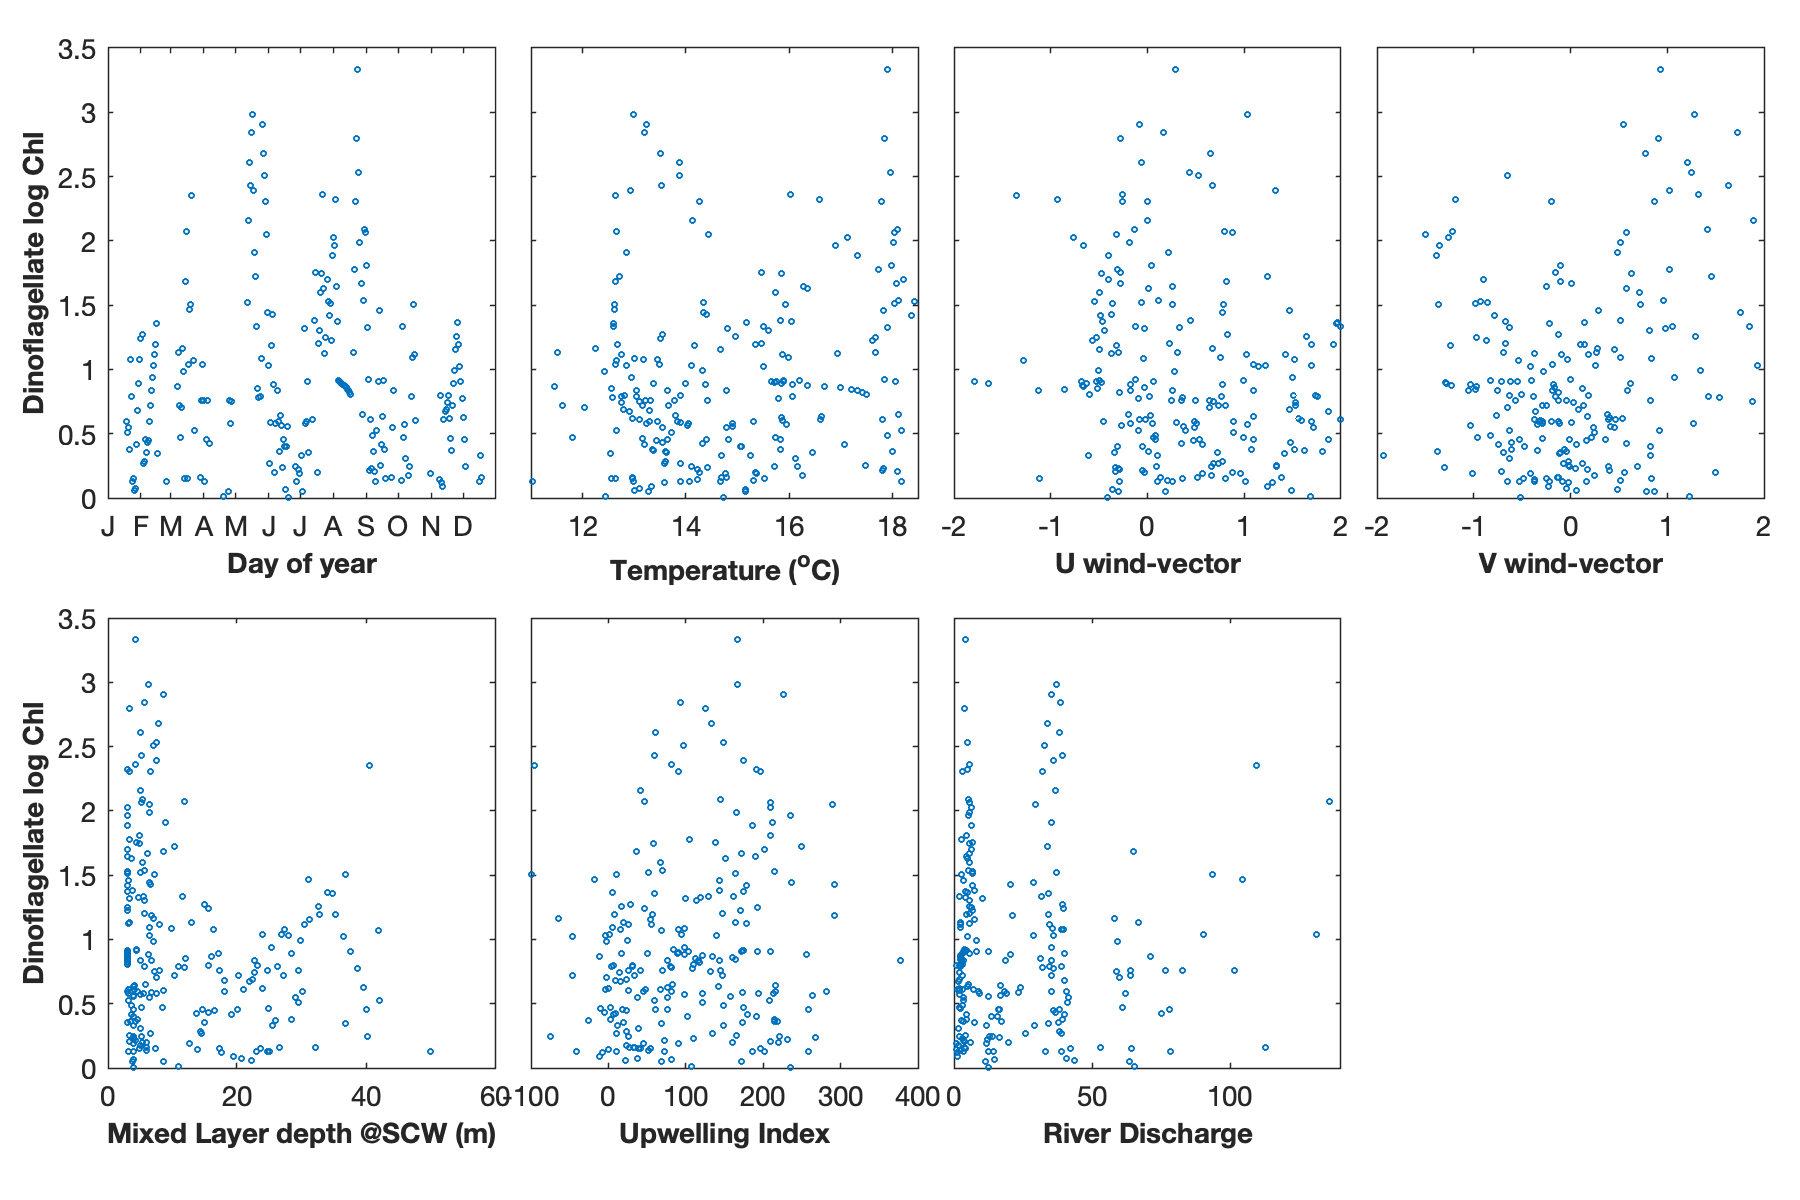 3.5
3
2.5
2
1.5
1
0.5
0
Dinoflagellate log Chl
J F M A M J J A S O N D
Day of year
12 14 16 18
Temperature (°C)
-2 -1 0 1 2
U wind-vector
-2 -1 0 1 2
V wind-vector
3.5
3
2.5
2
1.5
1
0.5
0
Dinoflagellate log Chl
0 20 40 60
Mixed Layer depth @SCW (m)
-100 0 100 200 300 400
Upwelling Index
0 50 100
River Discharge